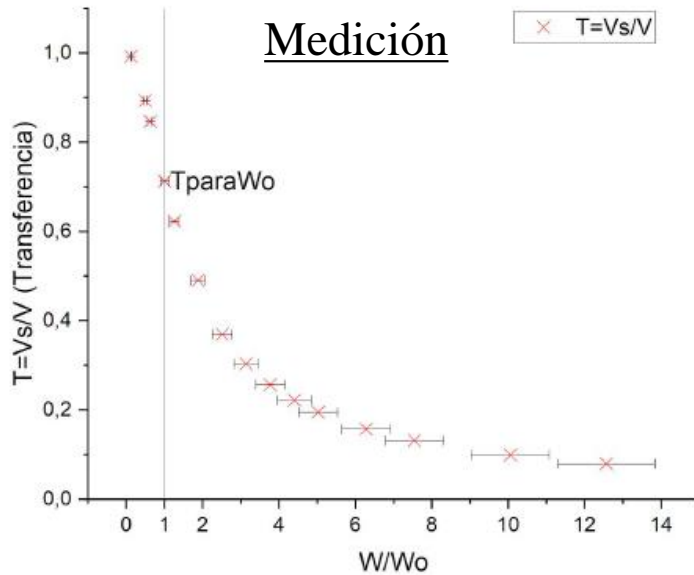 Medición
T=Vs/V
1,0
0,8
TparaWo
0,6
0,4
0,2
0,0
T=Vs/V (Transferencia)
0 1 2 4 6 8 10 12 14
W/Wo